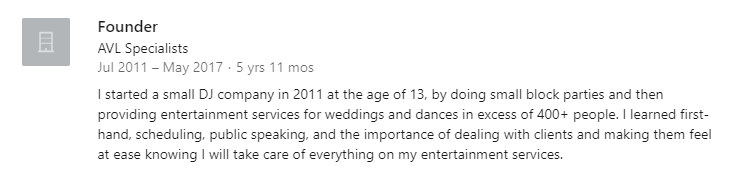 Founder
AVL Specialists
Jul 2011 – May 2017 · 5 yrs 11 mos
I started a small DJ company in 2011 at the age of 13, by doing small block parties and then
providing entertainment services for weddings and dances in excess of 400+ people. I learned first-
hand, scheduling, public speaking, and the importance of dealing with clients and making them feel
at ease knowing I will take care of everything on my entertainment services.